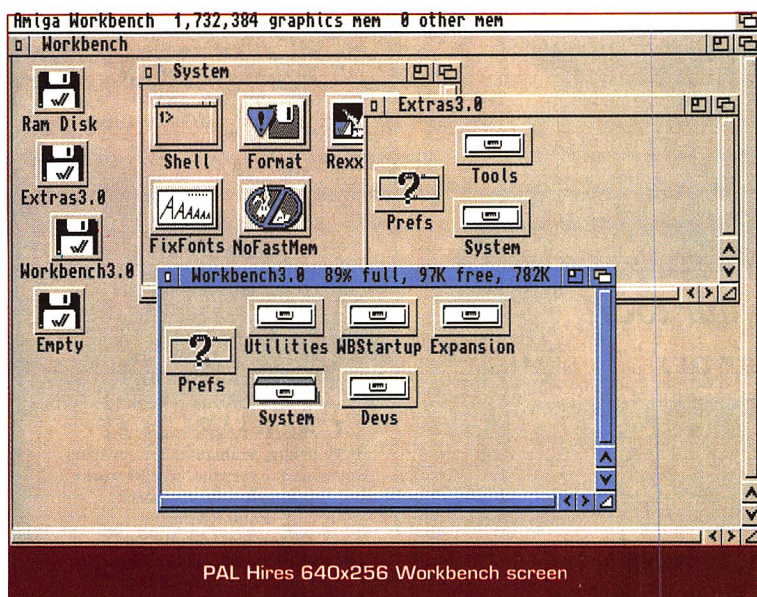 Amiga Workbench 1,732,384 graphics mem 0 other mem
Workbench
System
Extras3.0
Ram Disk
Shell
Format
Rexx
Tools
Extras3.0
Prefs
FixFonts
NoFastMem
System
Workbench3.0
Workbench3.0 89% full, 97K free, 782K
Empty
Utilities
WBStartup
Expansion
Prefs
System
Devs
PAL Hires 640x256 Workbench screen